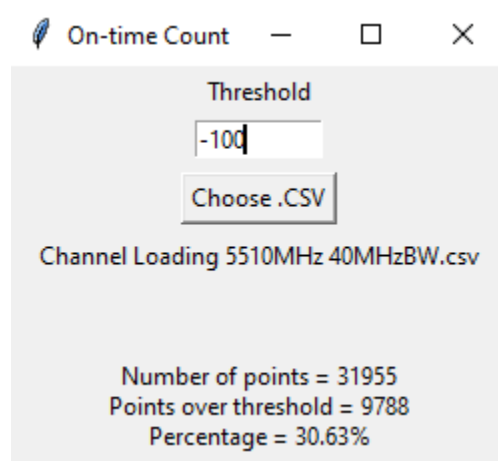 On-time Count
Threshold
-100
Choose .CSV
Channel Loading 5510MHz 40MHzBW.csv
Number of points = 31955
Points over threshold = 9788
Percentage = 30.63%